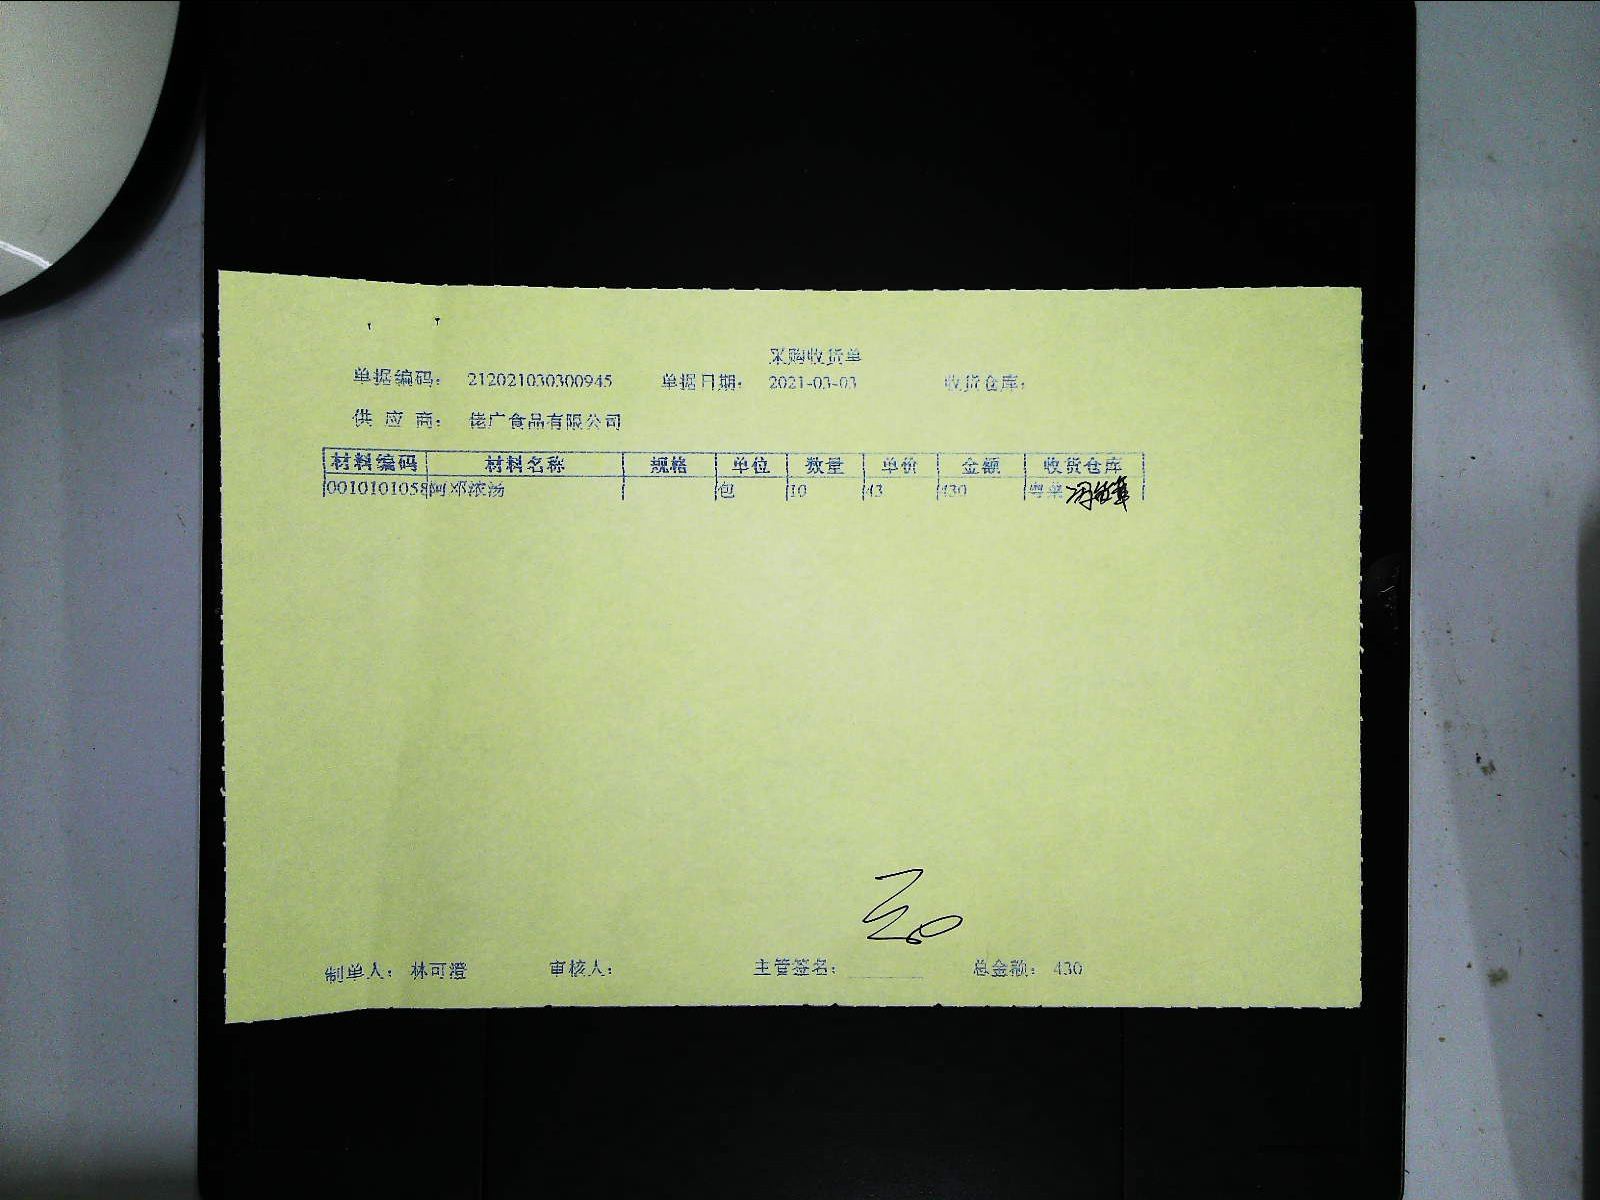 采购收货单
单据编码： 212021030300945 单据日期： 2021-03-03 收货仓库：
供 应 商： 佬广食品有限公司
材料编码 材料名称 规格 单位 数量 单价 金额 收货仓库
0010101058 阿邓浓汤 包 10 43 430 粤菜
制单人： 林可澄 审核人： 主管签名： 总金额： 430